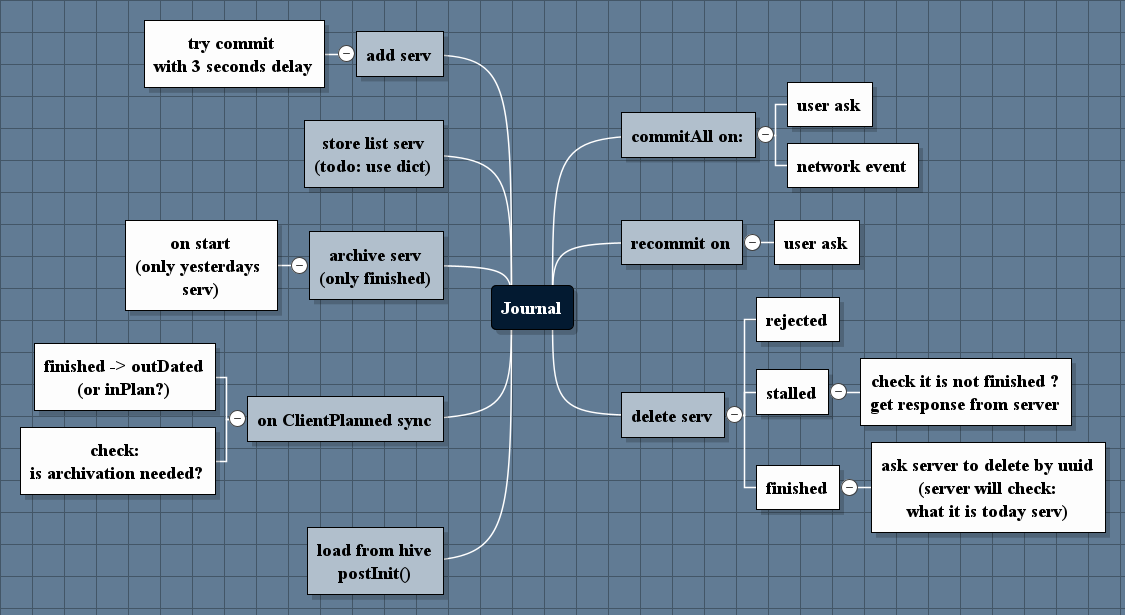 try commit
with 3 seconds delay
add serv
store list serv
(todo: use dict)
on start
(only yesterdays
serv)
archive serv
(only finished)
finished -> outDated
(or inPlan?)
check:
is archivation needed?
on ClientPlanned sync
load from hive
postInit()
Journal
commitAll on:
user ask
network event
recommit on
user ask
delete serv
rejected
stalled
check it is not finished ?
get response from server
finished
ask server to delete by uuid
(server will check:
what it is today serv)